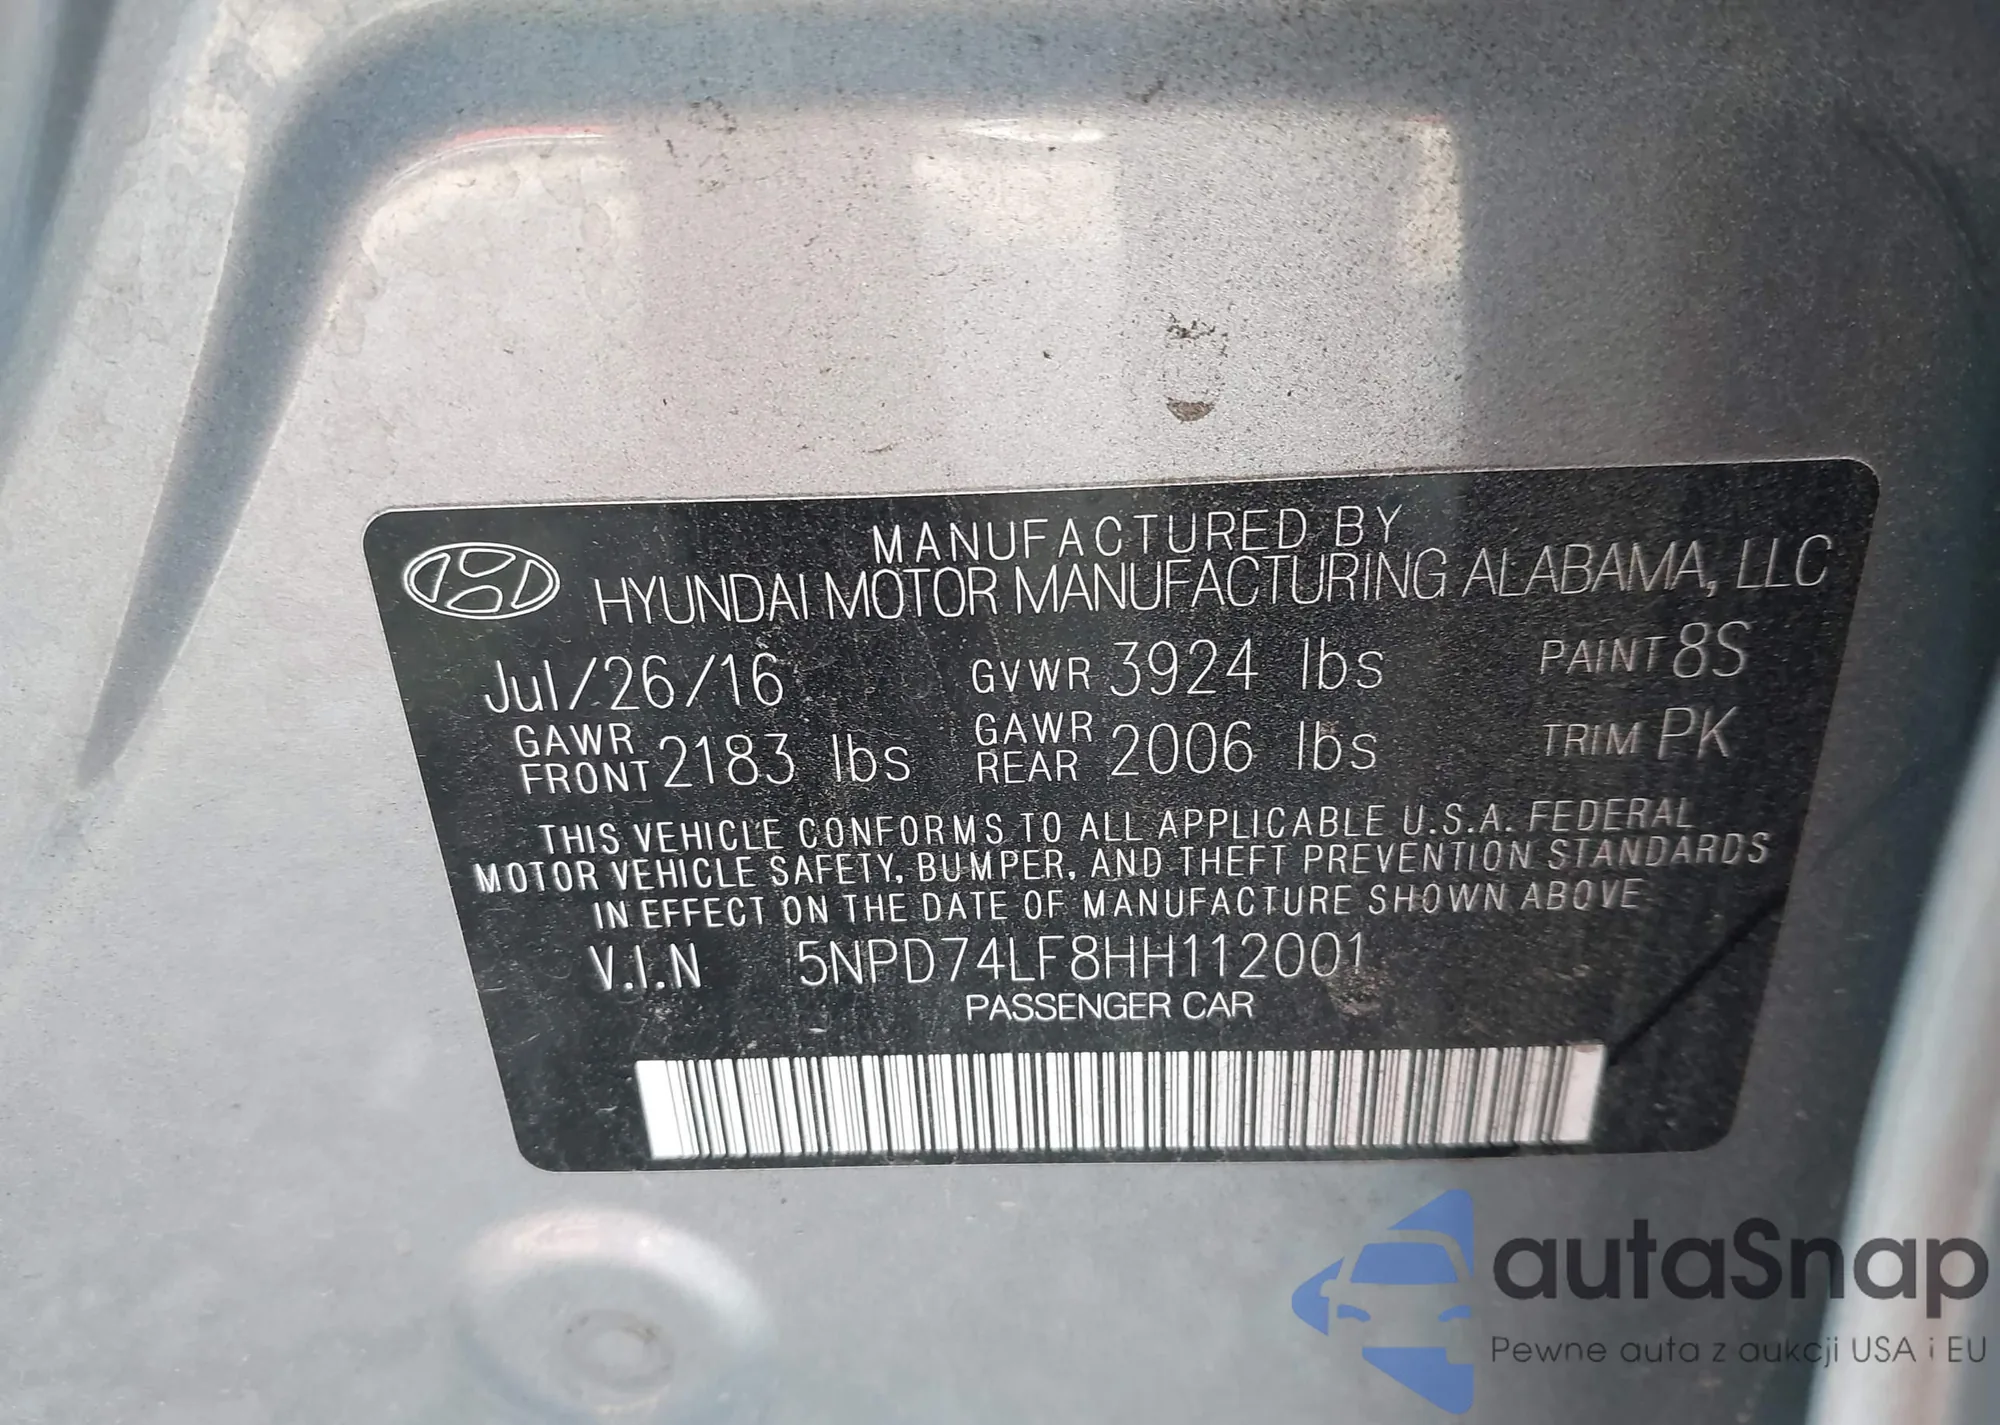 MANUFACTURED BY
HYUNDAI MOTOR MANUFACTURING ALABAMA, LLC
Jul/26/16 GVWR 3924 lbs PAINT 8S
GAWR FRONT 2183 lbs GAWR REAR 2006 lbs TRIM PK
THIS VEHICLE CONFORMS TO ALL APPLICABLE U.S.A. FEDERAL
MOTOR VEHICLE SAFETY, BUMPER, AND THEFT PREVENTION STANDARDS
IN EFFECT ON THE DATE OF MANUFACTURE SHOWN ABOVE
V.I.N 5NPD74LF8HH112001
PASSENGER CAR
autaSnap
Pewne auta z aukcji USA i EU